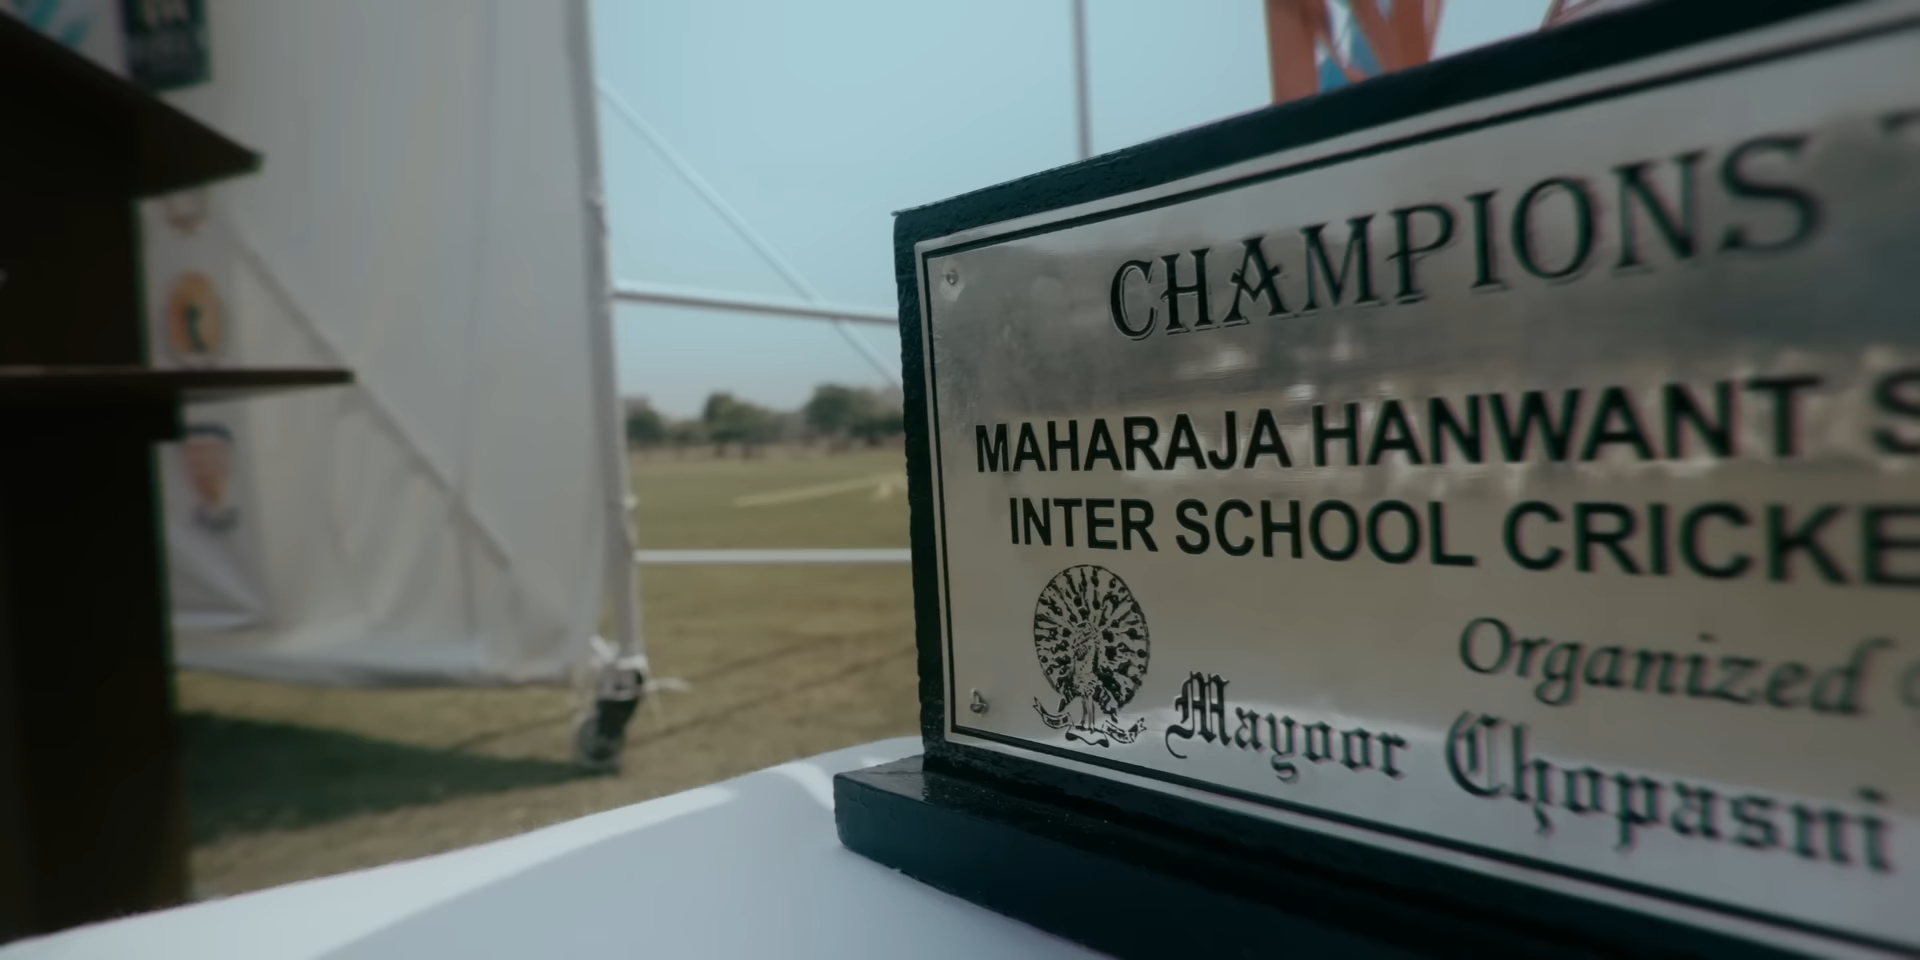 CHAMPIONS
MAHARAJA HANWANT S
INTER SCHOOL CRICKE
Organized
Mayoor Chopasni